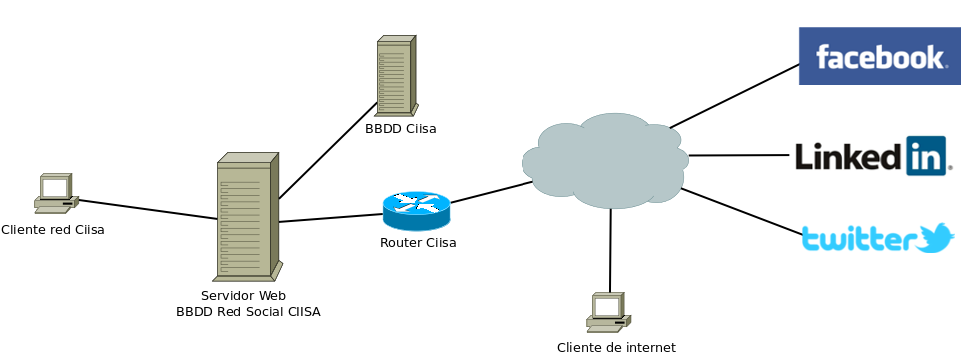 facebook.
BBDD Ciisa
Linked in.
Cliente red Ciisa
Router Ciisa
twitter
Servidor Web
BBDD Red Social CIISA
Cliente de internet